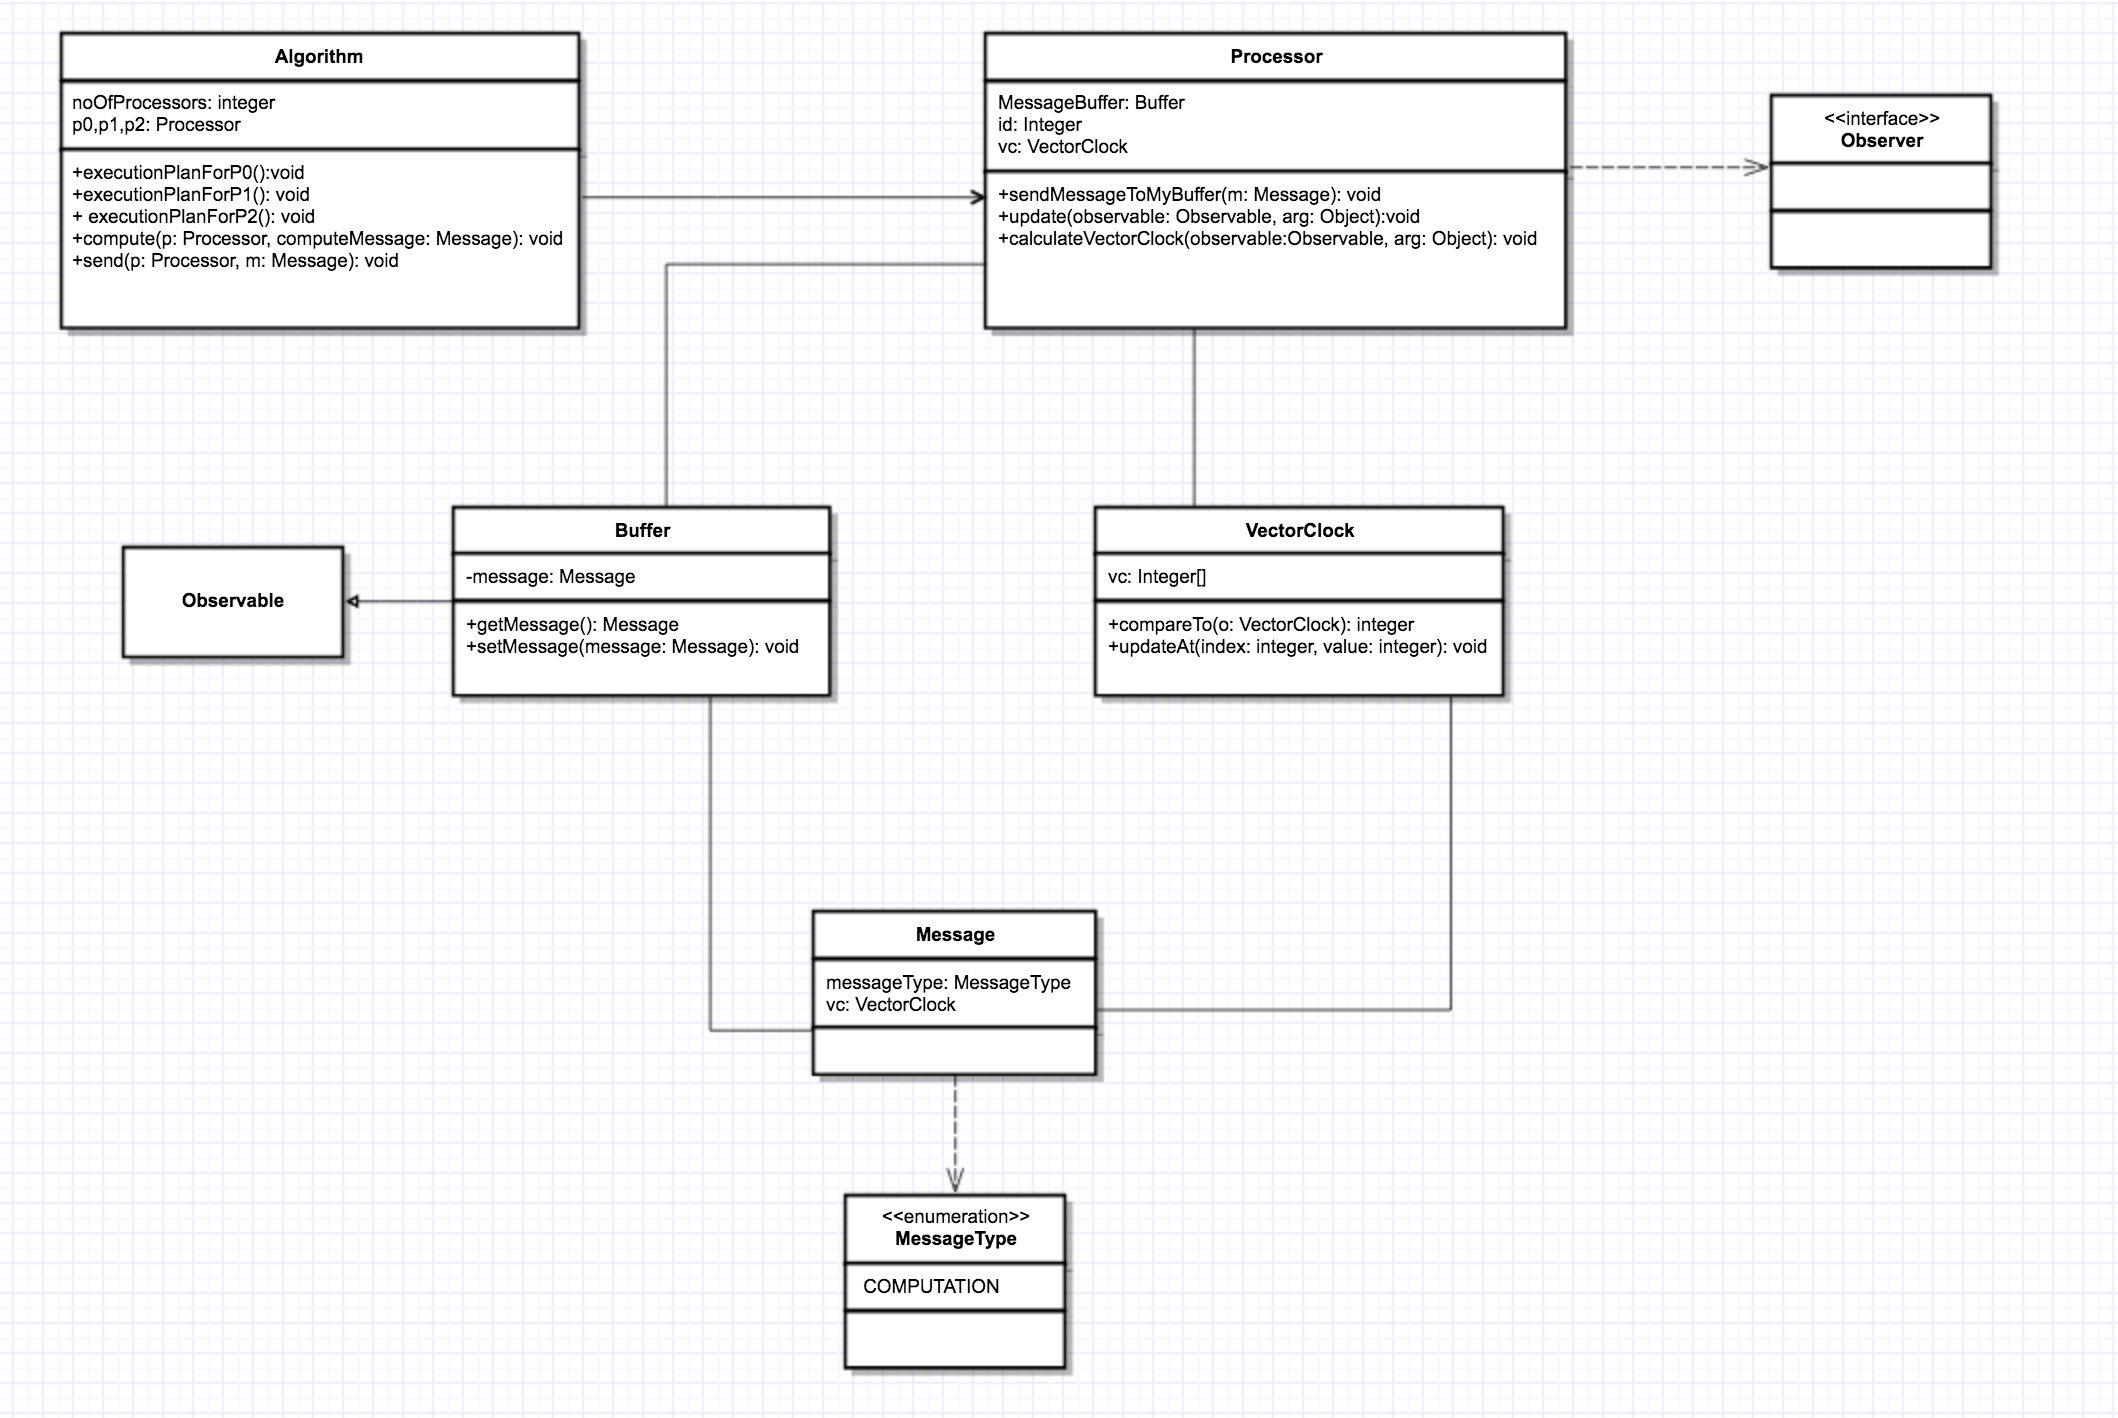 Algorithm
noOfProcessors: integer
p0,p1,p2: Processor
+executionPlanForP0():void
+executionPlanForP1(): void
+ executionPlanForP2(): void
+compute(p: Processor, computeMessage: Message): void
+send(p: Processor, m: Message): void
Processor
MessageBuffer: Buffer
id: Integer
vc: VectorClock
+sendMessageToMyBuffer(m: Message): void
+update(observable: Observable, arg: Object):void
+calculateVectorClock(observable:Observable, arg: Object): void
<<interface>>
Observer
Observable
Buffer
-message: Message
+getMessage(): Message
+setMessage(message: Message): void
VectorClock
vc: Integer[]
+compareTo(o: VectorClock): integer
+updateAt(index: integer, value: integer): void
Message
messageType: MessageType
vc: VectorClock
<<enumeration>>
MessageType
COMPUTATION